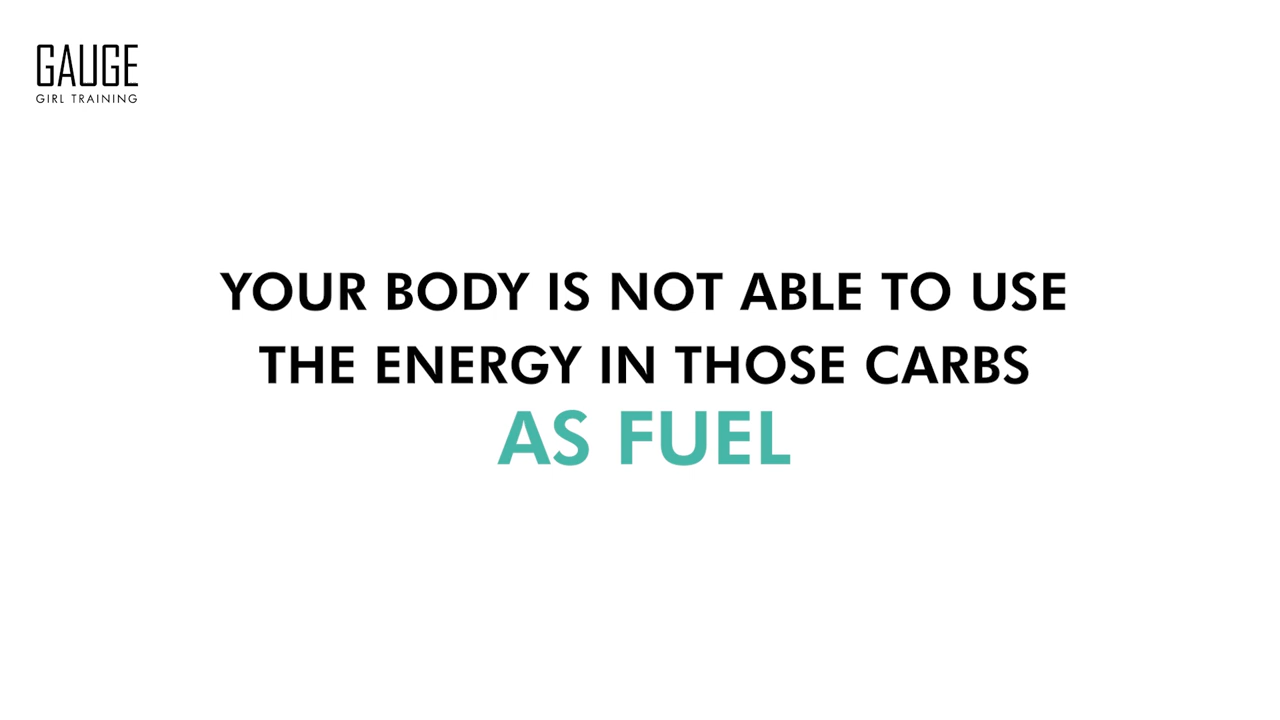 GAUGE
GIRL TRAINING
YOUR BODY IS NOT ABLE TO USE
THE ENERGY IN THOSE CARBS
AS FUEL